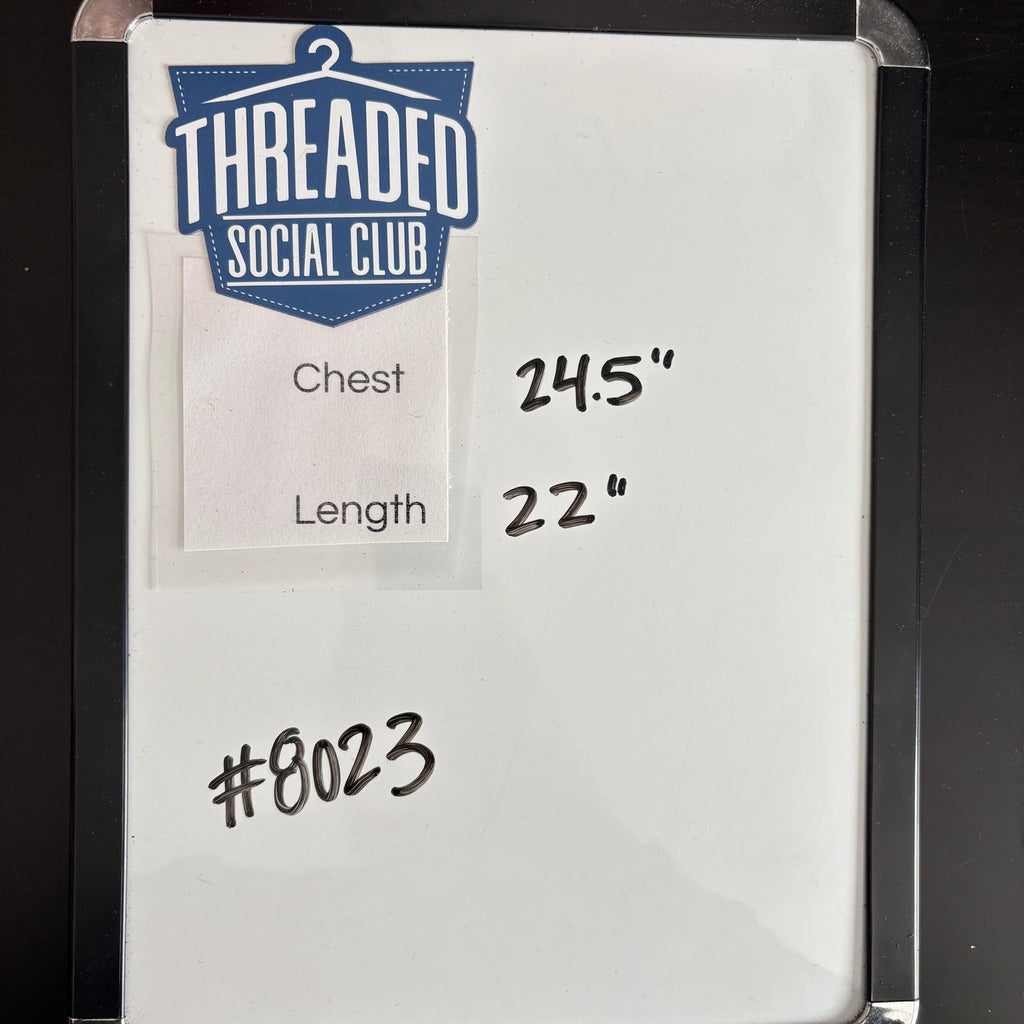 THREADED
SOCIAL CLUB
Chest 24.5"
Length 22"
#8023